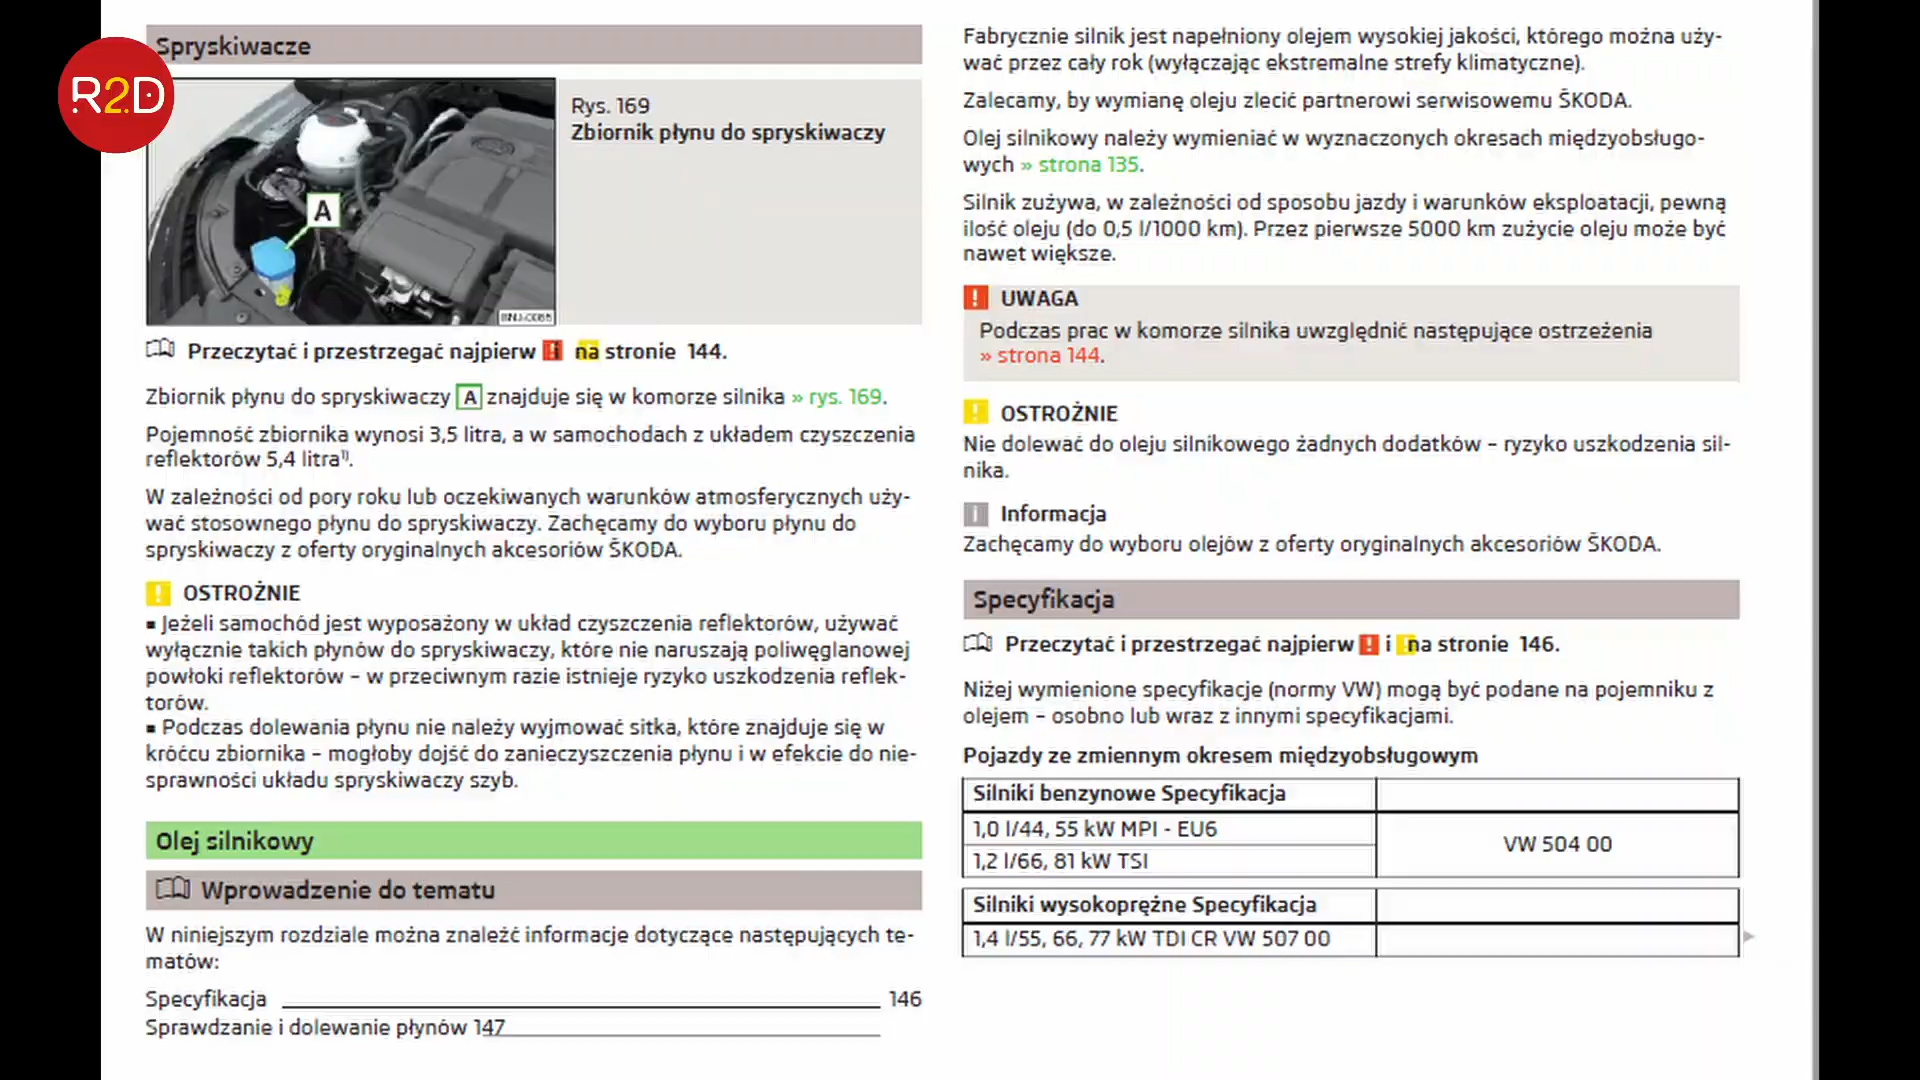 R2D
Spryskiwacze
A
BNJ-0065
Rys. 169
Zbiornik płynu do spryskiwaczy
Przeczytać i przestrzegać najpierw ! i na stronie 144.
Zbiornik płynu do spryskiwaczy A znajduje się w komorze silnika » rys. 169.
Pojemność zbiornika wynosi 3,5 litra, a w samochodach z układem czyszczenia
reflektorów 5,4 litra¹⁾.
W zależności od pory roku lub oczekiwanych warunków atmosferycznych uży-
wać stosownego płynu do spryskiwaczy. Zachęcamy do wyboru płynu do
spryskiwaczy z oferty oryginalnych akcesoriów ŠKODA.
! OSTROŻNIE
▪ Jeżeli samochód jest wyposażony w układ czyszczenia reflektorów, używać
wyłącznie takich płynów do spryskiwaczy, które nie naruszają poliwęglanowej
powłoki reflektorów – w przeciwnym razie istnieje ryzyko uszkodzenia reflek-
torów.
▪ Podczas dolewania płynu nie należy wyjmować sitka, które znajduje się w
króćcu zbiornika – mogłoby dojść do zanieczyszczenia płynu i w efekcie do nie-
sprawności układu spryskiwaczy szyb.
Olej silnikowy
Wprowadzenie do tematu
W niniejszym rozdziale można znaleźć informacje dotyczące następujących te-
matów:
Specyfikacja 146
Sprawdzanie i dolewanie płynów 147
Fabrycznie silnik jest napełniony olejem wysokiej jakości, którego można uży-
wać przez cały rok (wyłączając ekstremalne strefy klimatyczne).
Zalecamy, by wymianę oleju zlecić partnerowi serwisowemu ŠKODA.
Olej silnikowy należy wymieniać w wyznaczonych okresach międzyobsługo-
wych » strona 135.
Silnik zużywa, w zależności od sposobu jazdy i warunków eksploatacji, pewną
ilość oleju (do 0,5 l/1000 km). Przez pierwsze 5000 km zużycie oleju może być
nawet większe.
! UWAGA
Podczas prac w komorze silnika uwzględnić następujące ostrzeżenia
» strona 144.
! OSTROŻNIE
Nie dolewać do oleju silnikowego żadnych dodatków – ryzyko uszkodzenia sil-
nika.
i Informacja
Zachęcamy do wyboru olejów z oferty oryginalnych akcesoriów ŠKODA.
Specyfikacja
Przeczytać i przestrzegać najpierw ! i ! na stronie 146.
Niżej wymienione specyfikacje (normy VW) mogą być podane na pojemniku z
olejem – osobno lub wraz z innymi specyfikacjami.
Pojazdy ze zmiennym okresem międzyobsługowym
Silniki benzynowe Specyfikacja
1,0 l/44, 55 kW MPI - EU6
VW 504 00
1,2 l/66, 81 kW TSI
Silniki wysokoprężne Specyfikacja
1,4 l/55, 66, 77 kW TDI CR VW 507 00